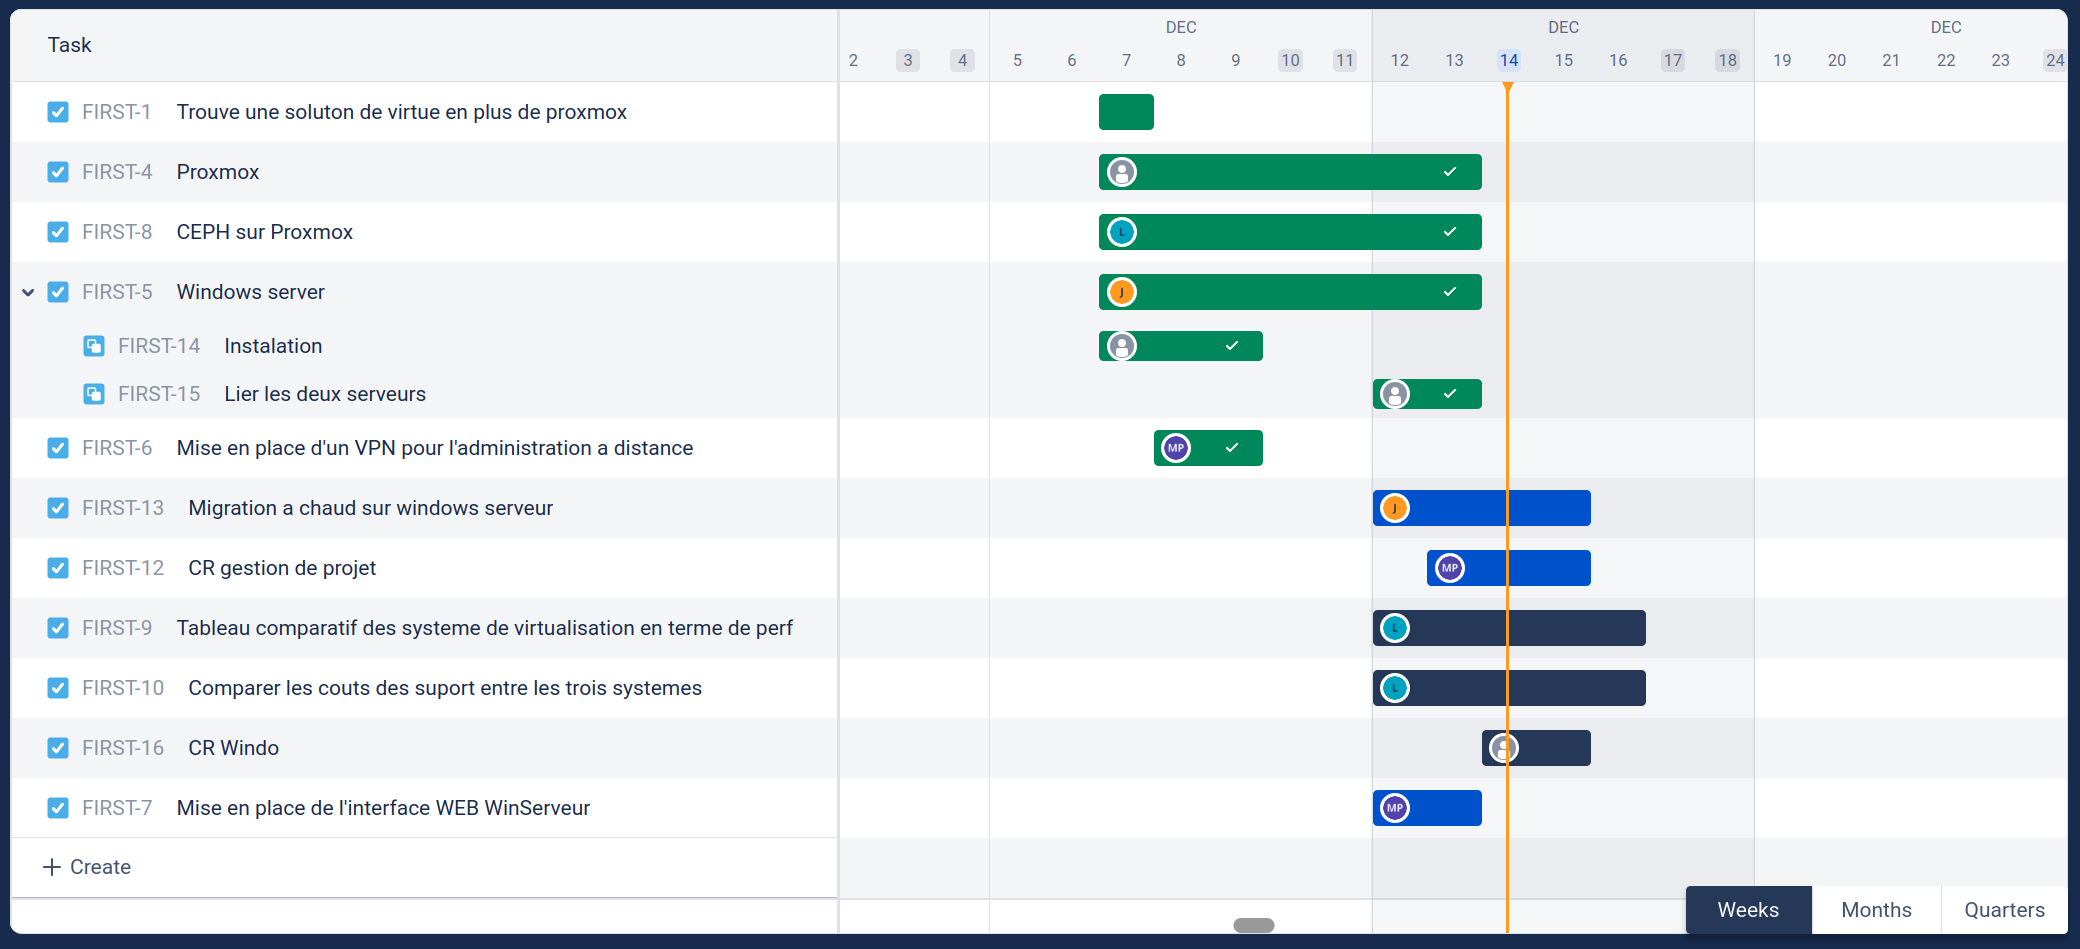 Task
DEC DEC DEC
2 3 4 5 6 7 8 9 10 11 12 13 14 15 16 17 18 19 20 21 22 23 24
FIRST-1 Trouve une soluton de virtue en plus de proxmox
FIRST-4 Proxmox
FIRST-8 CEPH sur Proxmox
L
FIRST-5 Windows server
J
FIRST-14 Instalation
FIRST-15 Lier les deux serveurs
FIRST-6 Mise en place d'un VPN pour l'administration a distance
MP
FIRST-13 Migration a chaud sur windows serveur
J
FIRST-12 CR gestion de projet
MP
FIRST-9 Tableau comparatif des systeme de virtualisation en terme de perf
L
FIRST-10 Comparer les couts des suport entre les trois systemes
L
FIRST-16 CR Windo
FIRST-7 Mise en place de l'interface WEB WinServeur
MP
Create
Weeks Months Quarters